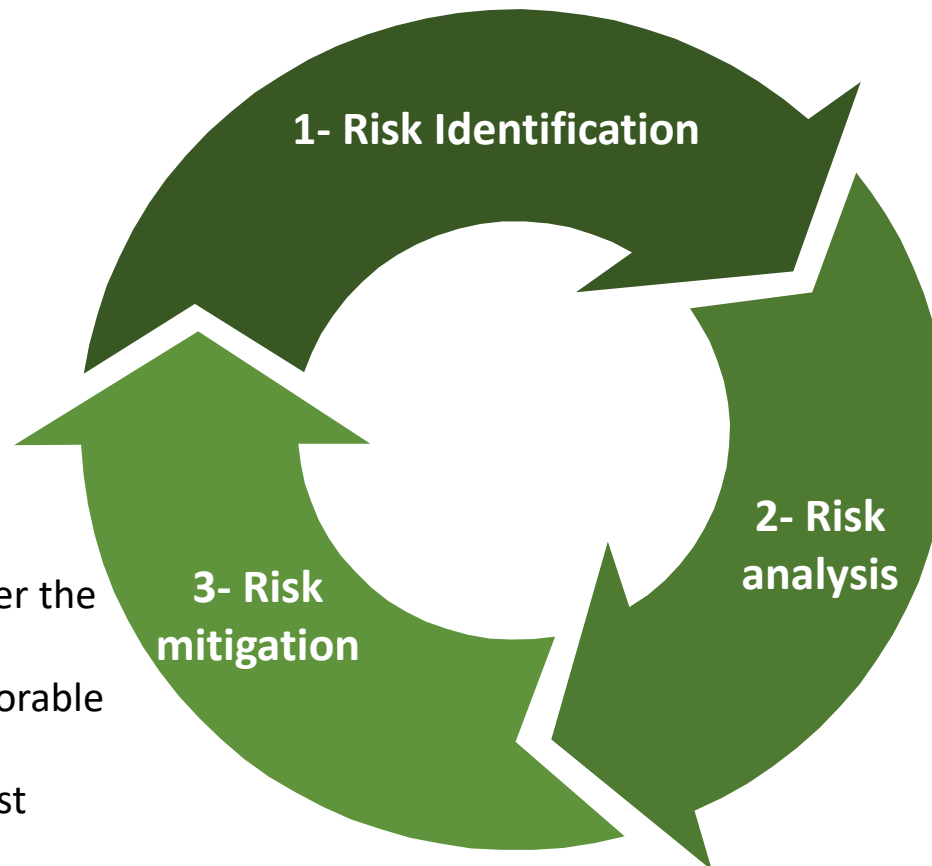 1- Risk Identification
2- Risk
analysis
3- Risk
mitigation
er the
orable
st